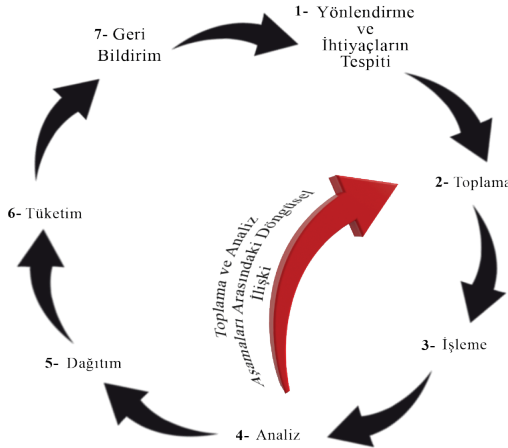 1- Yönlendirme
ve
İhtiyaçların
Tespiti
2- Toplama
3- İşleme
4- Analiz
5- Dağıtım
6- Tüketim
7- Geri
Bildirim
Toplama ve Analiz
Aşamaları Arasındaki Döngüsel
İlişki